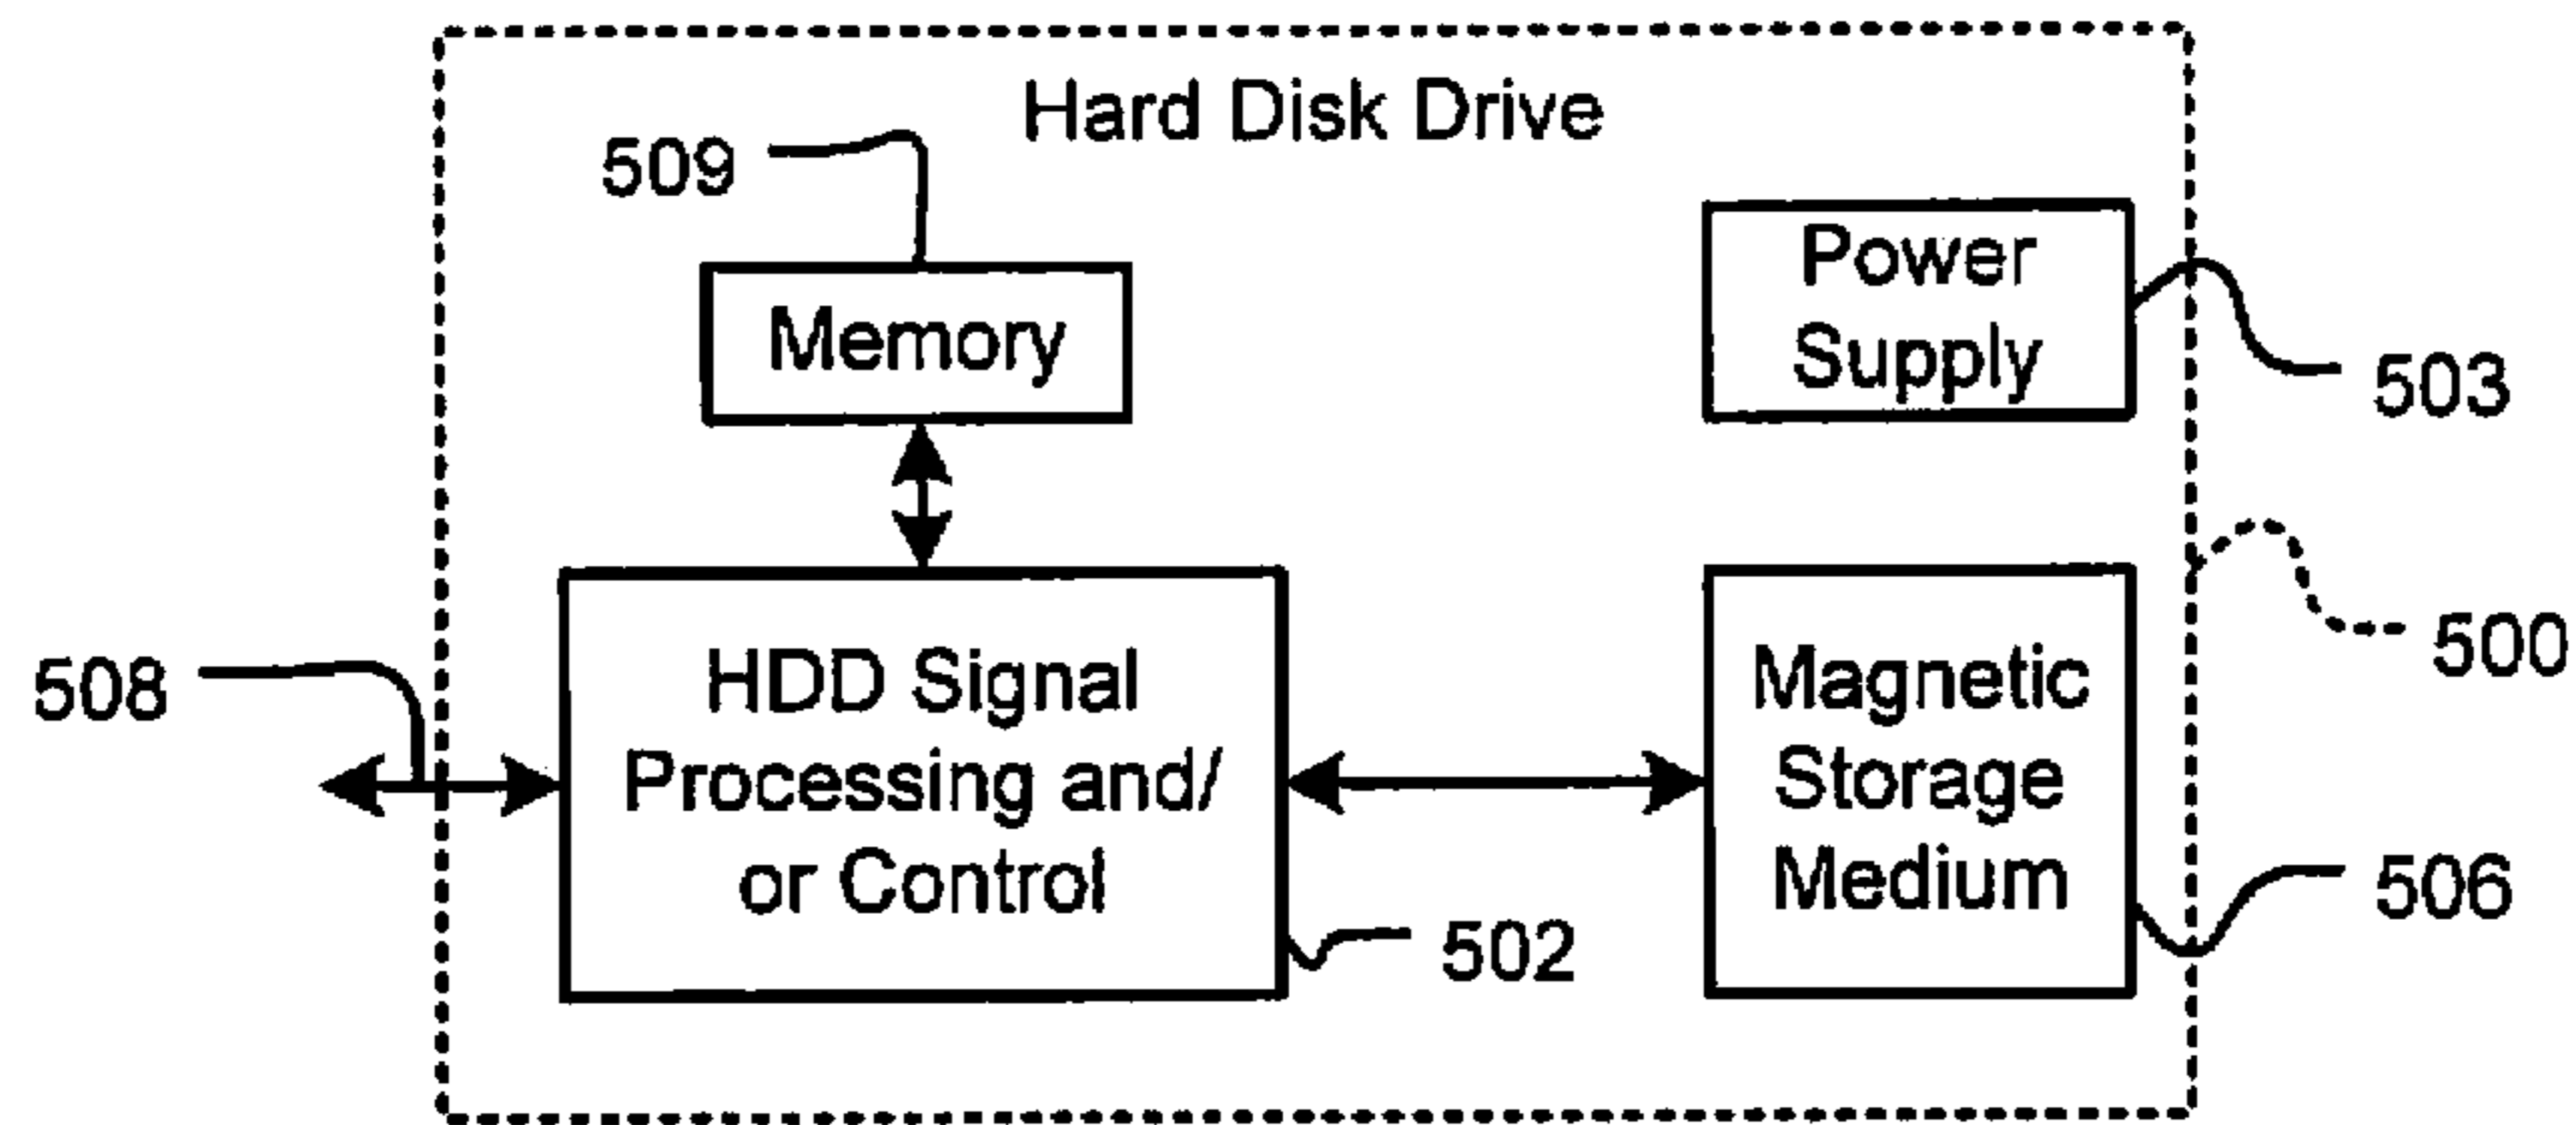 Hard Disk Drive
509
Memory
Power
Supply
503
500
508
HDD Signal
Processing and/
or Control
502
Magnetic
Storage
Medium
506